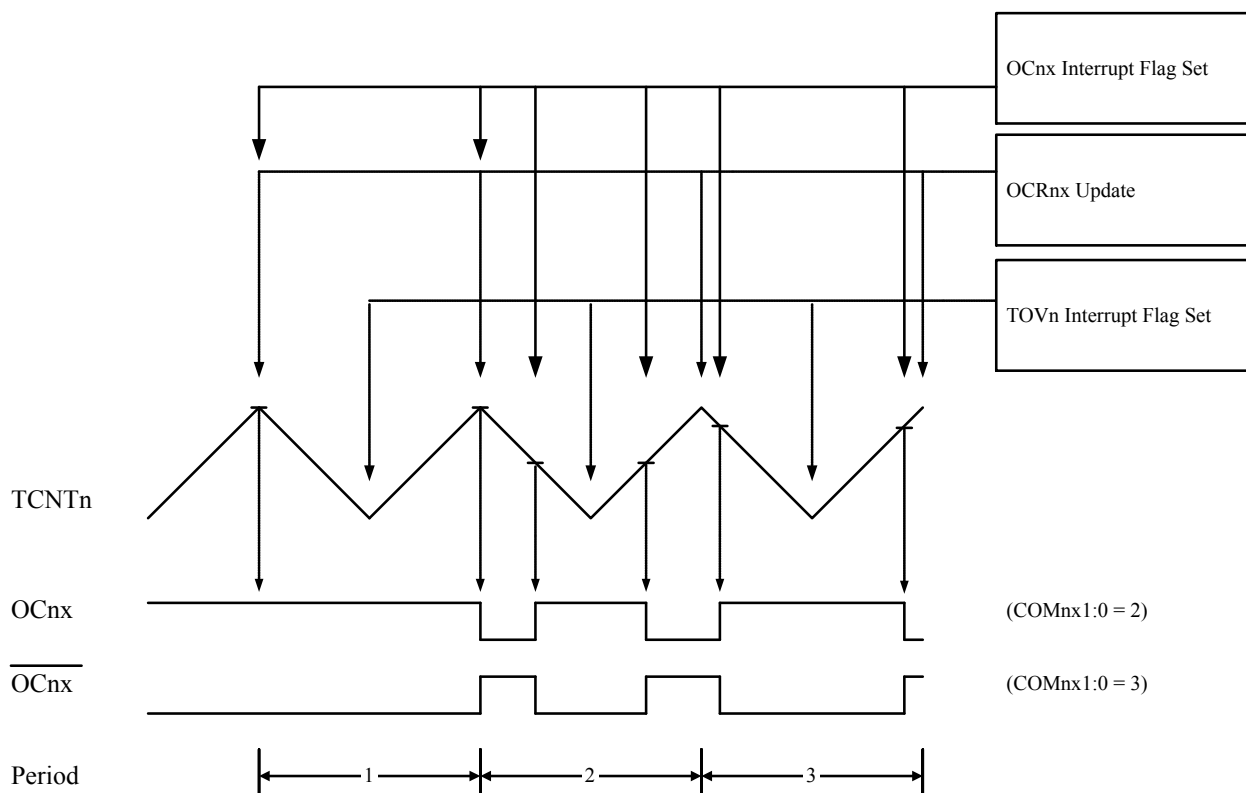 OCnx Interrupt Flag Set
OCRnx Update
TOVn Interrupt Flag Set
TCNTn
OCnx (COMnx1:0 = 2)
OCnx (COMnx1:0 = 3)
Period 1 2 3